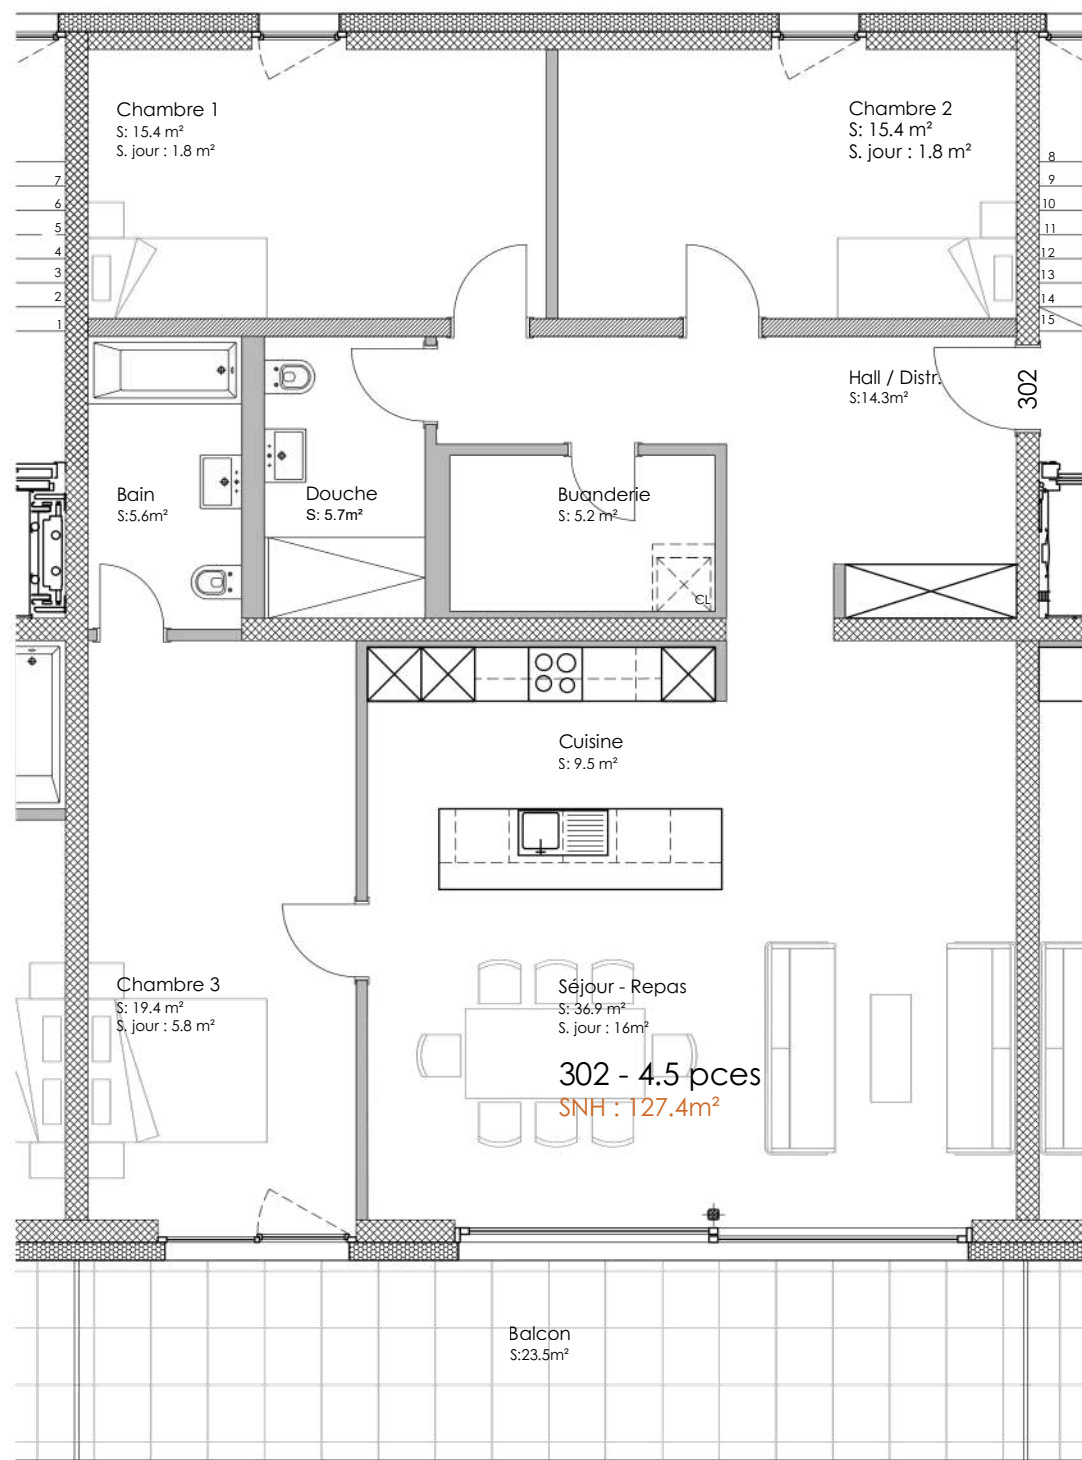 Chambre 1
S: 15.4 m²
S. jour : 1.8 m²
Chambre 2
S: 15.4 m²
S. jour : 1.8 m²
7
6
5
4
3
2
1
8
9
10
11
12
13
14
15
Hall / Distr.
S:14.3m²
302
Bain
S:5.6m²
Douche
S: 5.7m²
Buanderie
S: 5.2 m²
CL
Cuisine
S: 9.5 m²
Chambre 3
S: 19.4 m²
S. jour : 5.8 m²
Séjour - Repas
S: 36.9 m²
S. jour : 16m²
302 - 4.5 pces
SNH : 127.4m²
Balcon
S:23.5m²